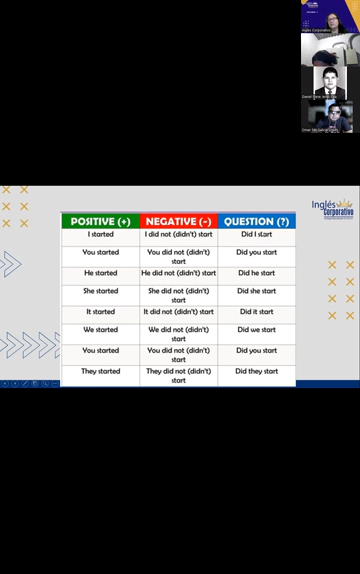 Inglés Corporativo
Inglés
Corporativo
POSITIVE (+) NEGATIVE (-) QUESTION (?)
I started I did not (didn't) start Did I start
You started You did not (didn't) start Did you start
He started He did not (didn't) start Did he start
She started She did not (didn't) start Did she start
It started It did not (didn't) start Did it start
We started We did not (didn't) start Did we start
You started You did not (didn't) start Did you start
They started They did not (didn't) start Did they start